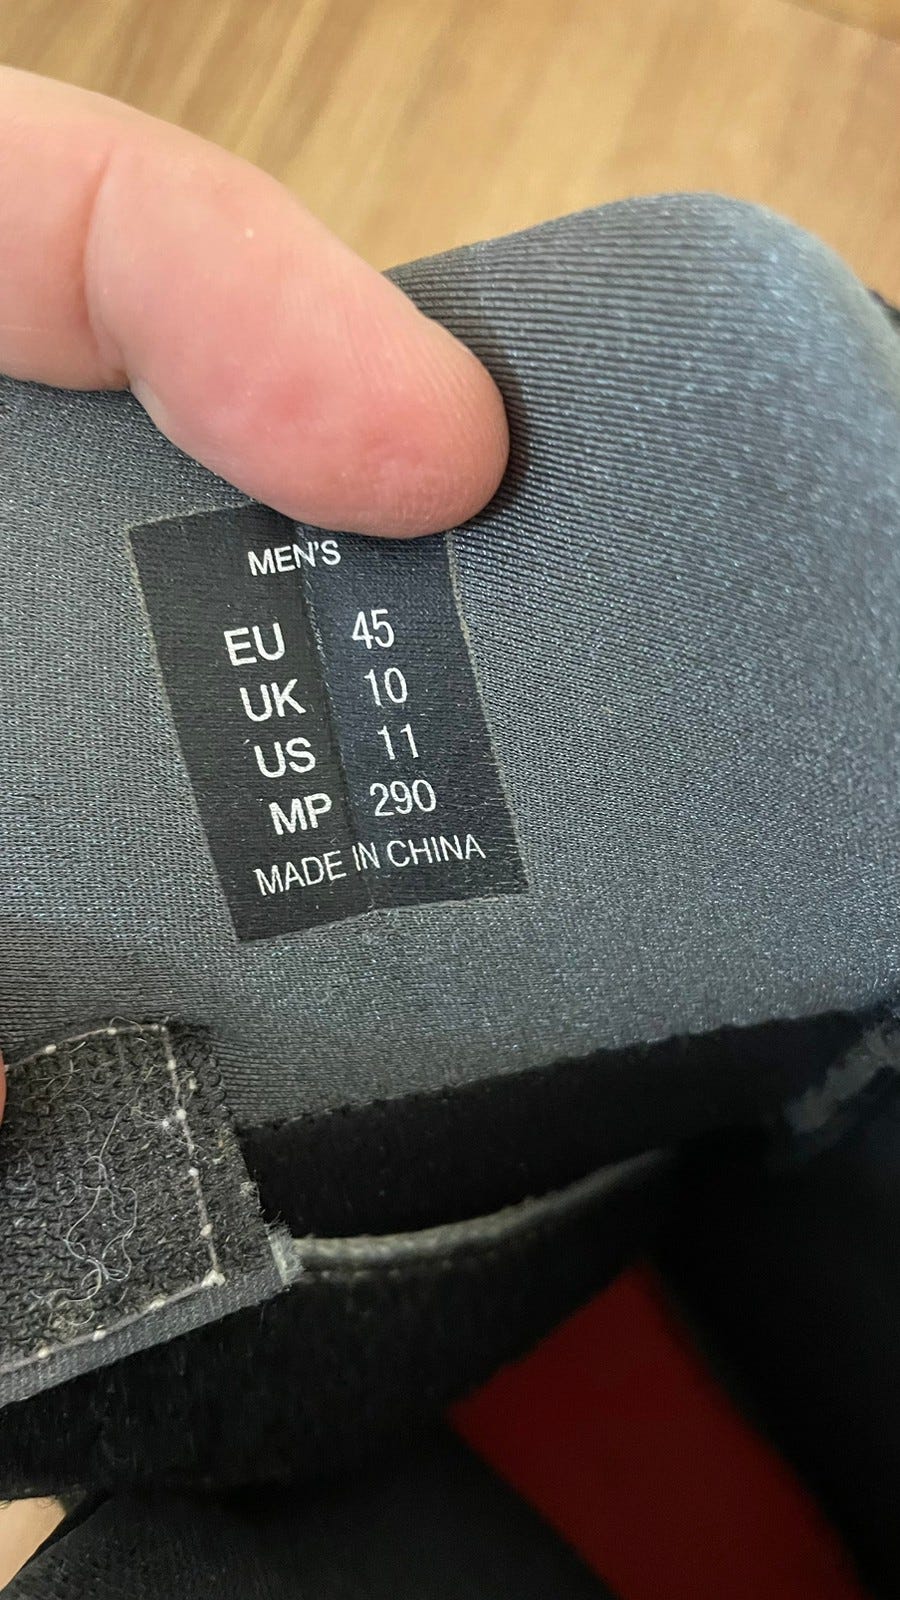 MEN'S
EU 45
UK 10
US 11
MP 290
MADE IN CHINA